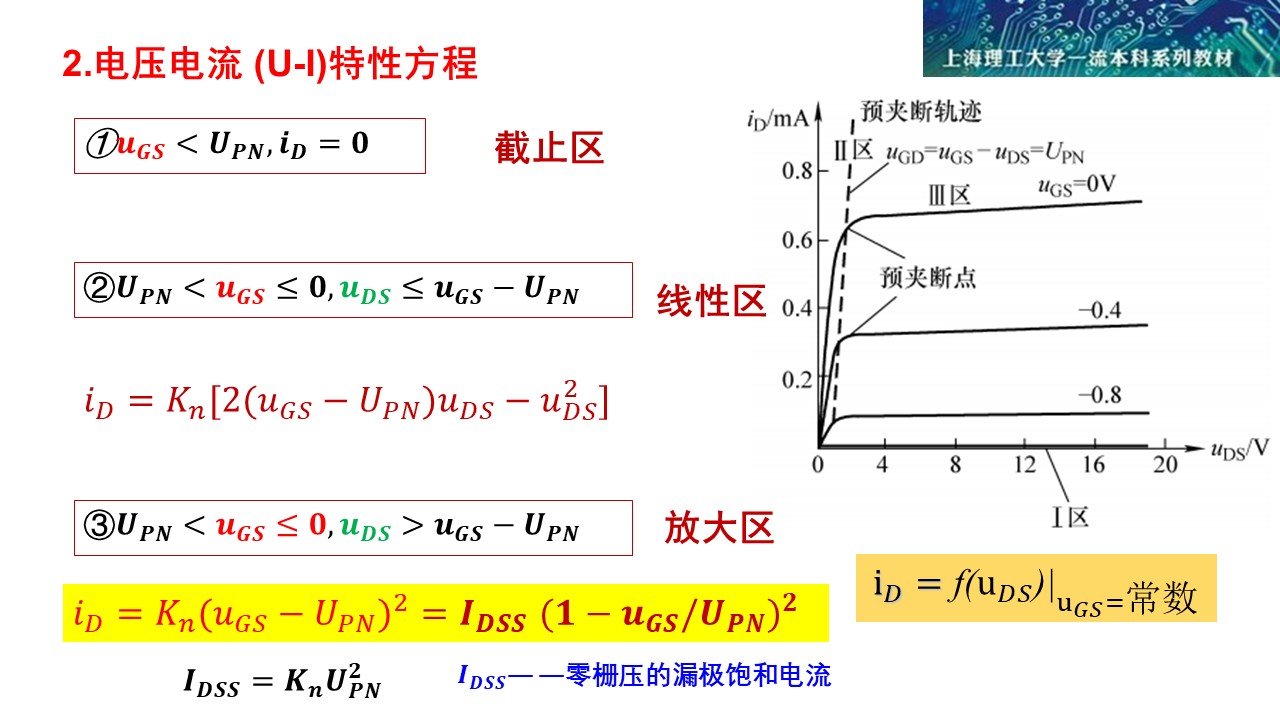 2.电压电流 (U-I)特性方程
上海理工大学一流本科系列教材
①u_GS < U_PN, i_D = 0
截止区
②U_PN < u_GS ≤ 0, u_DS ≤ u_GS − U_PN
线性区
i_D = K_n[2(u_GS − U_PN)u_DS − u_DS^2]
③U_PN < u_GS ≤ 0, u_DS > u_GS − U_PN
放大区
i_D = K_n(u_GS − U_PN)^2 = I_DSS (1 − u_GS/U_PN)^2
I_DSS = K_n U_PN^2
I_DSS— —零栅压的漏极饱和电流
i_D/mA
预夹断轨迹
Ⅱ区
u_GD=u_GS−u_DS=U_PN
0.8
u_GS=0V
Ⅲ区
0.6
预夹断点
0.4
−0.4
0.2
−0.8
0 4 8 12 16 20
u_DS/V
Ⅰ区
i_D = f(u_DS)|u_GS=常数